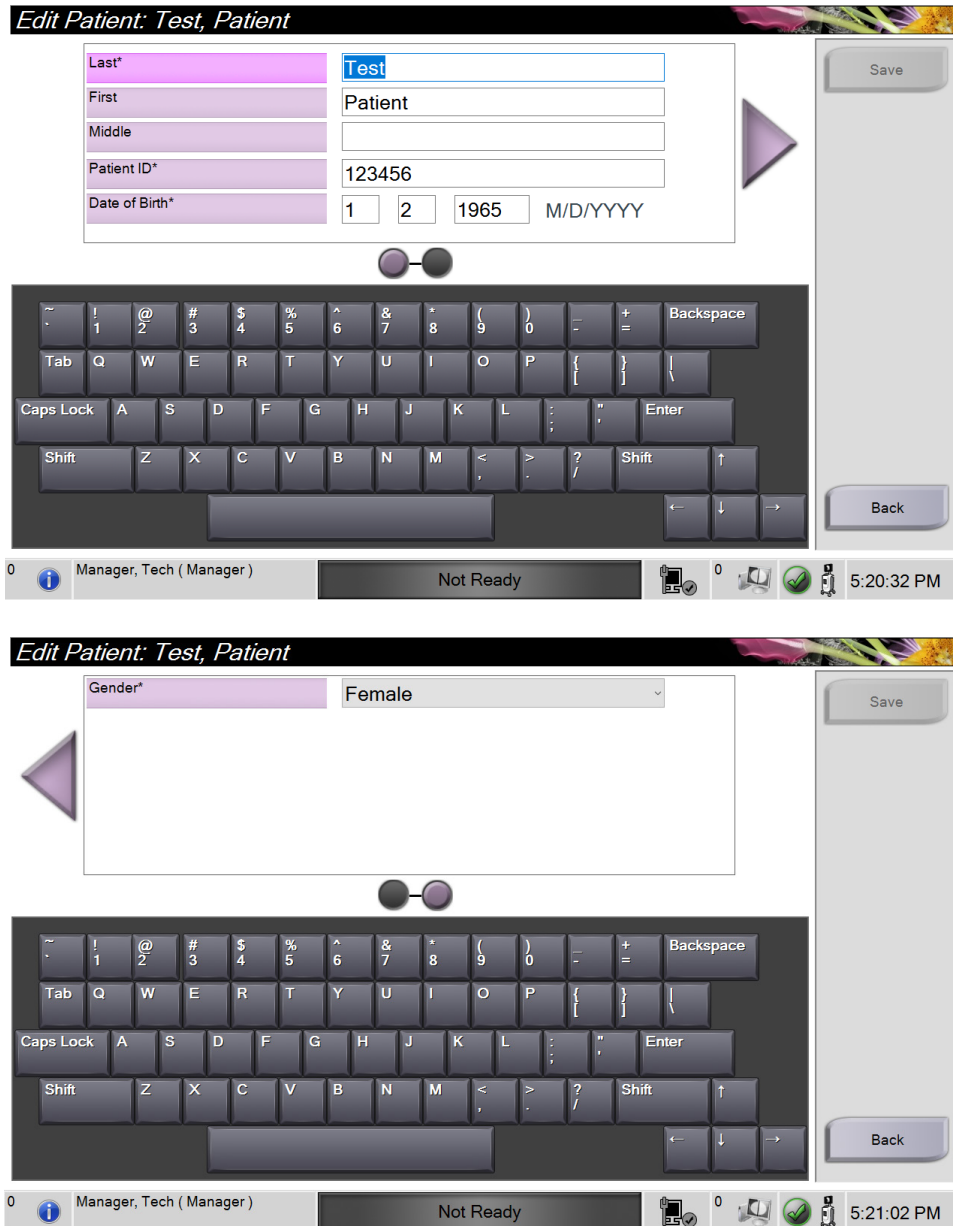 Edit Patient: Test, Patient
Last* Test
Save
First Patient
Middle
Patient ID* 123456
Date of Birth* 1 2 1965 M/D/YYYY
~ ! @ # $ % ^ & * ( ) _ + Backspace
` 1 2 3 4 5 6 7 8 9 0 - =
Tab Q W E R T Y U I O P { } |
[ ] \
Caps Lock A S D F G H J K L : " Enter
; '
Shift Z X C V B N M < > ? Shift ↑
, . /
← ↓ →
Back
0 Manager, Tech ( Manager ) Not Ready 0 5:20:32 PM
Edit Patient: Test, Patient
Gender* Female
Save
~ ! @ # $ % ^ & * ( ) _ + Backspace
` 1 2 3 4 5 6 7 8 9 0 - =
Tab Q W E R T Y U I O P { } |
[ ] \
Caps Lock A S D F G H J K L : " Enter
; '
Shift Z X C V B N M < > ? Shift ↑
, . /
← ↓ →
Back
0 Manager, Tech ( Manager ) Not Ready 0 5:21:02 PM